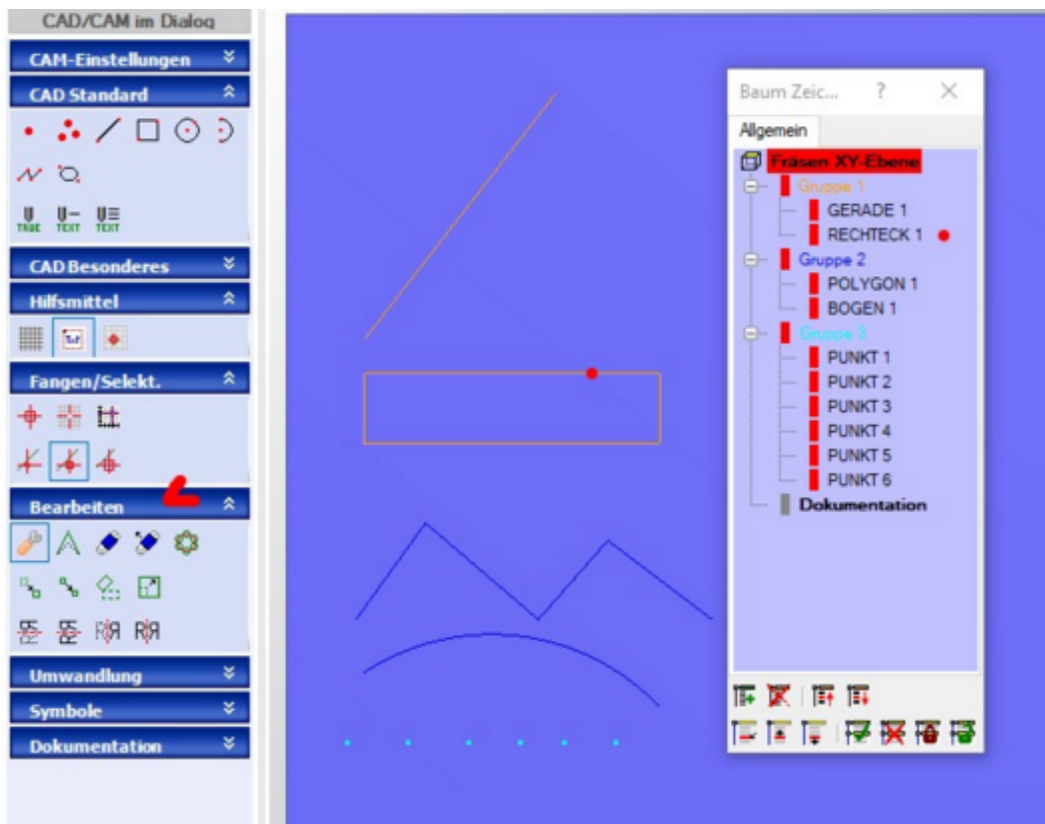 CAD/CAM im Dialog
CAM-Einstellungen
CAD Standard
TRUE TEXT TEXT
CAD Besonderes
Hilfsmittel
Fangen/Selekt.
Bearbeiten
Umwandlung
Symbole
Dokumentation
Baum Zeic... ?
Allgemein
Fräsen XY-Ebene
Gruppe 1
GERADE 1
RECHTECK 1
Gruppe 2
POLYGON 1
BOGEN 1
Gruppe 3
PUNKT 1
PUNKT 2
PUNKT 3
PUNKT 4
PUNKT 5
PUNKT 6
Dokumentation